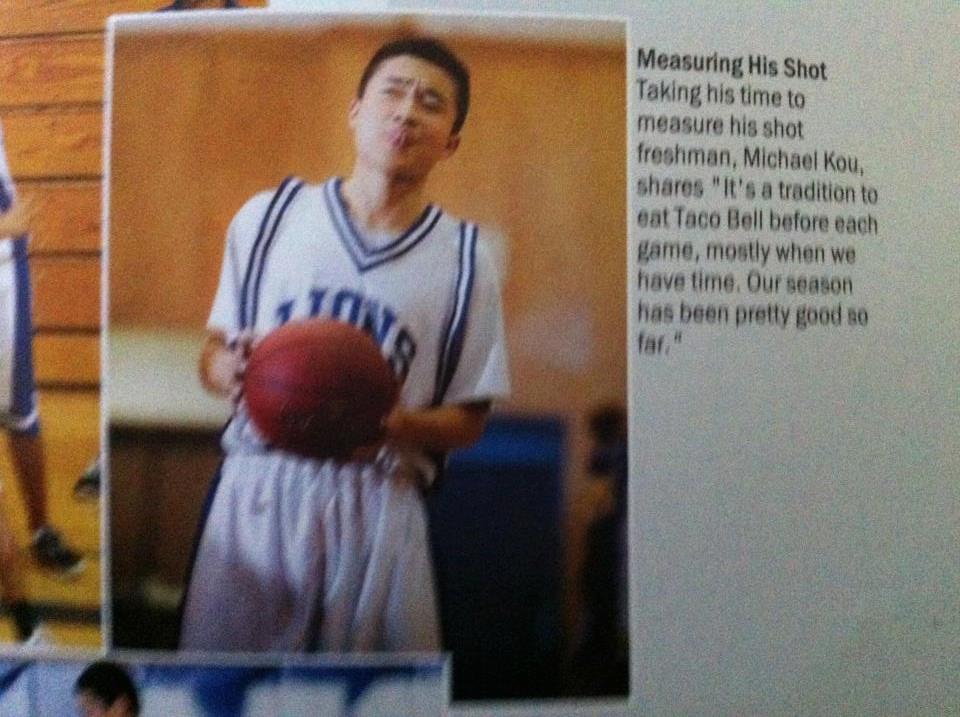 Measuring His Shot
Taking his time to
measure his shot
freshman, Michael Kou,
shares "It's a tradition to
eat Taco Bell before each
game, mostly when we
have time. Our season
has been pretty good so
far."
LIONS